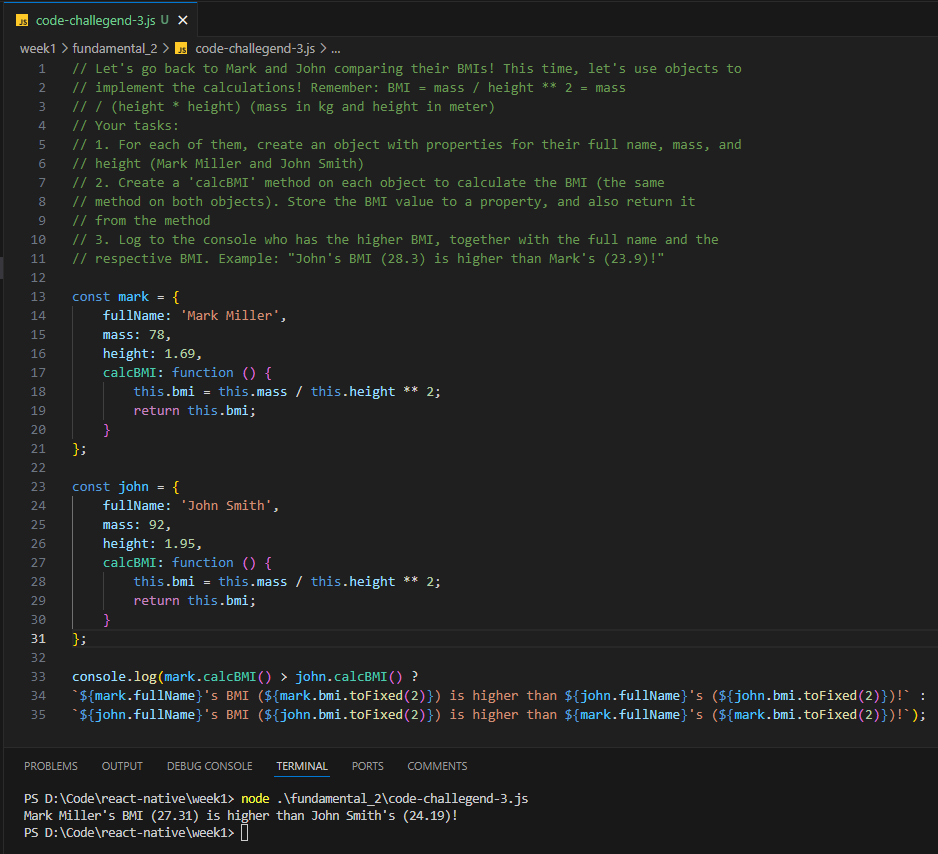 JS code-challegend-3.js U ×
week1 > fundamental_2 > JS code-challegend-3.js > ...
1 // Let's go back to Mark and John comparing their BMIs! This time, let's use objects to
2 // implement the calculations! Remember: BMI = mass / height ** 2 = mass
3 // / (height * height) (mass in kg and height in meter)
4 // Your tasks:
5 // 1. For each of them, create an object with properties for their full name, mass, and
6 // height (Mark Miller and John Smith)
7 // 2. Create a 'calcBMI' method on each object to calculate the BMI (the same
8 // method on both objects). Store the BMI value to a property, and also return it
9 // from the method
10 // 3. Log to the console who has the higher BMI, together with the full name and the
11 // respective BMI. Example: "John's BMI (28.3) is higher than Mark's (23.9)!"
12
13 const mark = {
14     fullName: 'Mark Miller',
15     mass: 78,
16     height: 1.69,
17     calcBMI: function () {
18         this.bmi = this.mass / this.height ** 2;
19         return this.bmi;
20     }
21 };
22
23 const john = {
24     fullName: 'John Smith',
25     mass: 92,
26     height: 1.95,
27     calcBMI: function () {
28         this.bmi = this.mass / this.height ** 2;
29         return this.bmi;
30     }
31 };
32
33 console.log(mark.calcBMI() > john.calcBMI() ?
34 `${mark.fullName}'s BMI (${mark.bmi.toFixed(2)}) is higher than ${john.fullName}'s (${john.bmi.toFixed(2)})!` :
35 `${john.fullName}'s BMI (${john.bmi.toFixed(2)}) is higher than ${mark.fullName}'s (${mark.bmi.toFixed(2)})!`);
PROBLEMS OUTPUT DEBUG CONSOLE TERMINAL PORTS COMMENTS
PS D:\Code\react-native\week1> node .\fundamental_2\code-challegend-3.js
Mark Miller's BMI (27.31) is higher than John Smith's (24.19)!
PS D:\Code\react-native\week1>